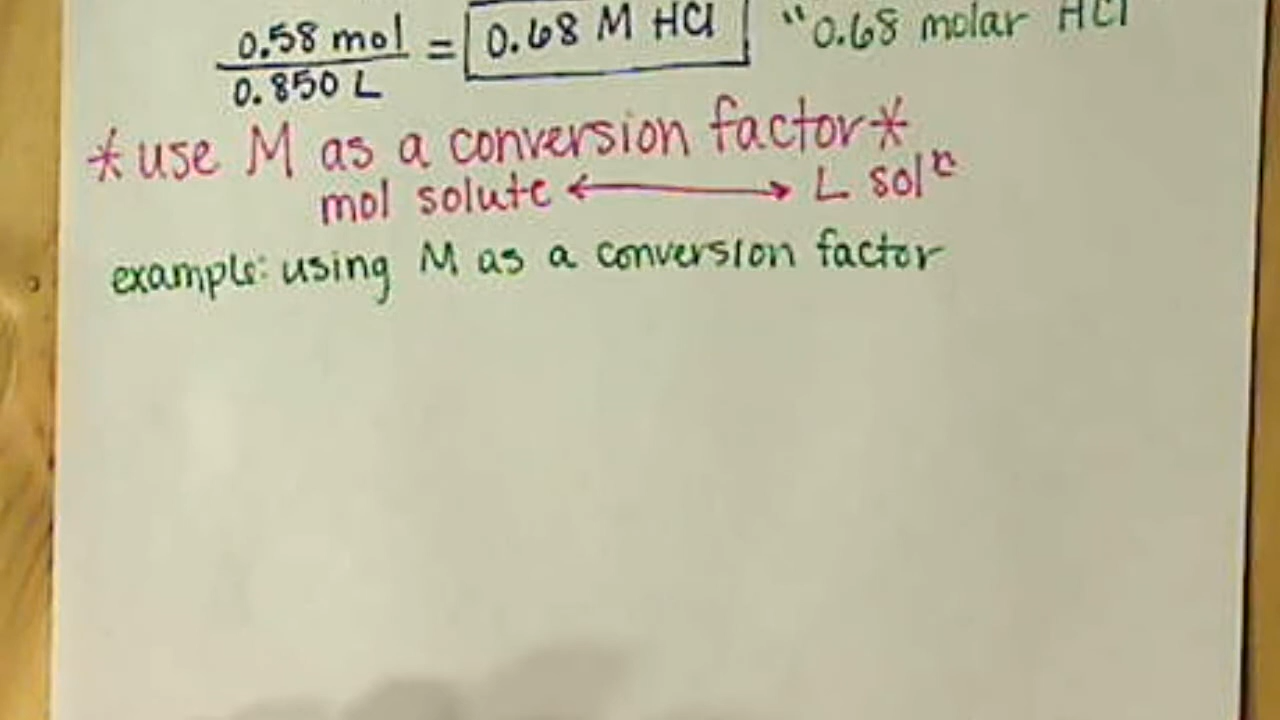 0.58 mol
0.850 L = 0.68 M HCl "0.68 molar HCl
*use M as a conversion factor*
mol solute ⟷ L solⁿ
example: using M as a conversion factor